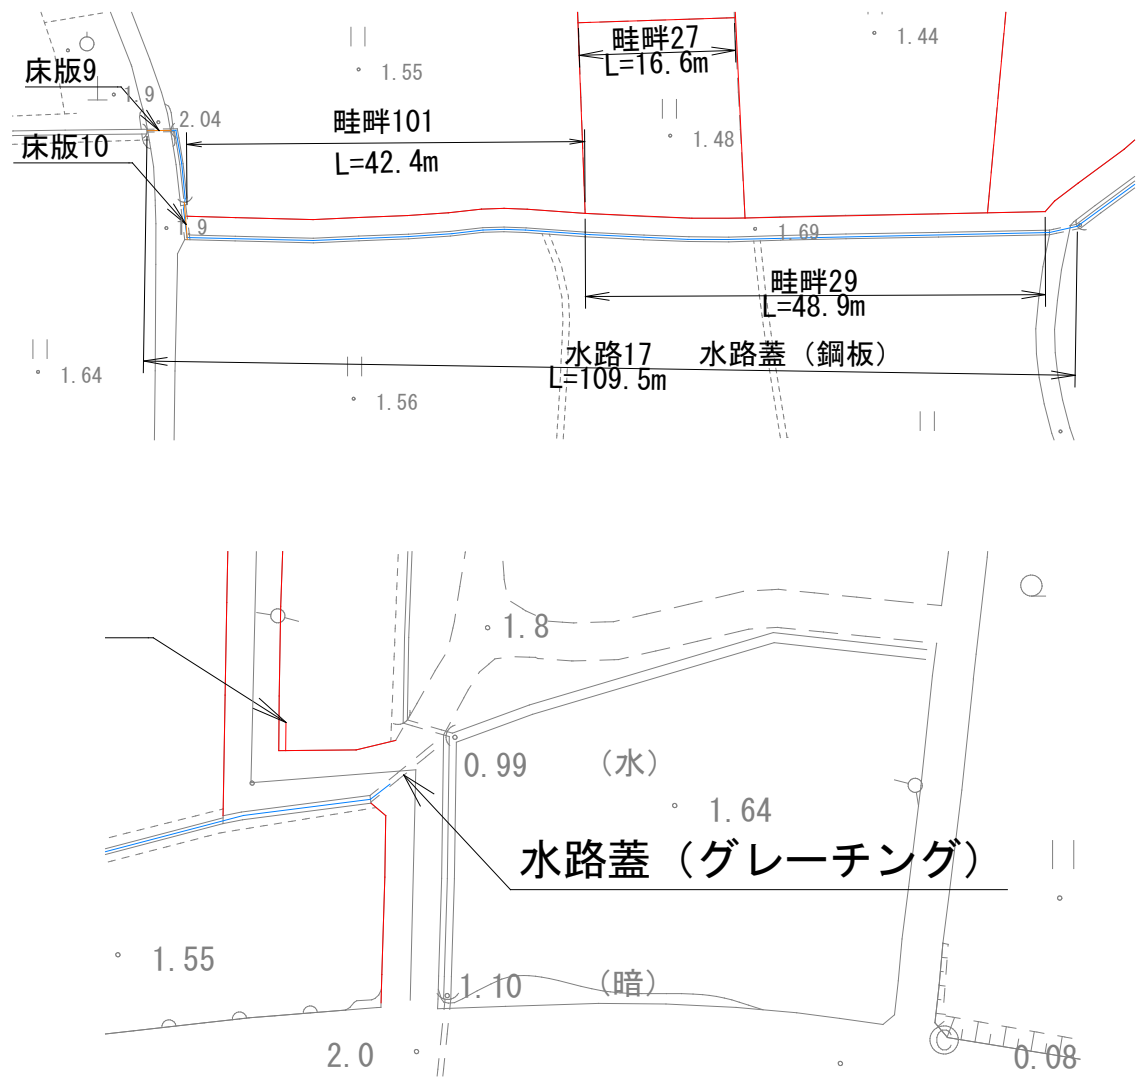 畦畔27
L=16.6m
1.44
床版9
1.55
1.9
2.04
畦畔101
1.48
床版10
L=42.4m
1.9
1.69
畦畔29
L=48.9m
水路17 水路蓋（鋼板）
L=109.5m
1.64
1.56
1.8
0.99
（水）
1.64
水路蓋（グレーチング）
1.55
1.10
（暗）
2.0
0.08